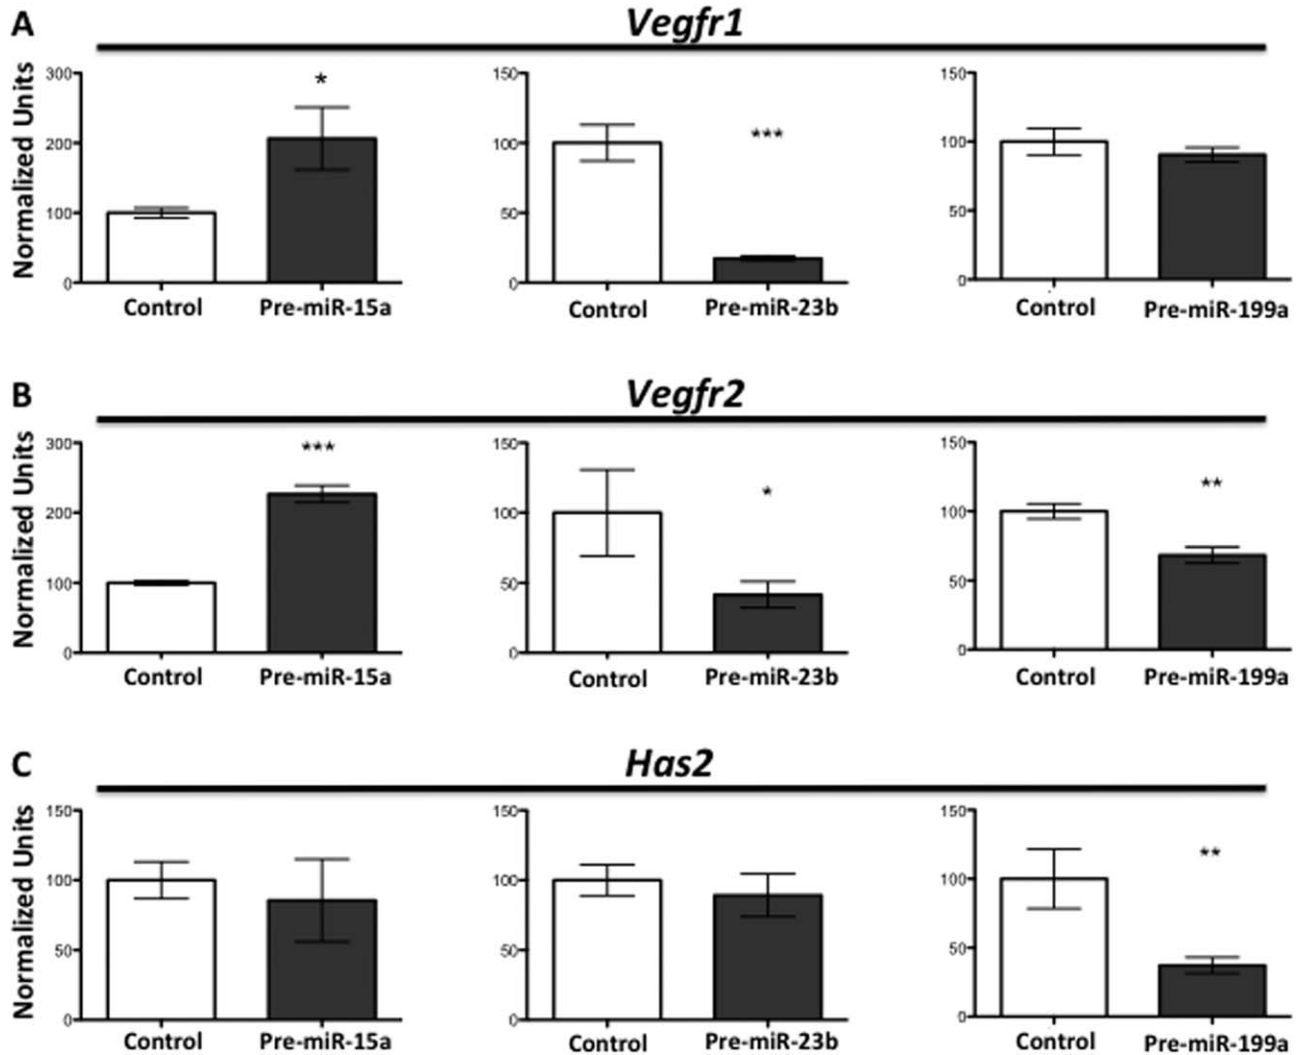 A
Vegfr1
Normalized Units
300
200
100
0
*
Control
Pre-miR-15a
150
100
50
0
***
Control
Pre-miR-23b
150
100
50
0
Control
Pre-miR-199a
B
Vegfr2
Normalized Units
300
200
100
0
***
Control
Pre-miR-15a
150
100
50
0
*
Control
Pre-miR-23b
150
100
50
0
**
Control
Pre-miR-199a
C
Has2
Normalized Units
150
100
50
0
Control
Pre-miR-15a
150
100
50
0
Control
Pre-miR-23b
150
100
50
0
**
Control
Pre-miR-199a